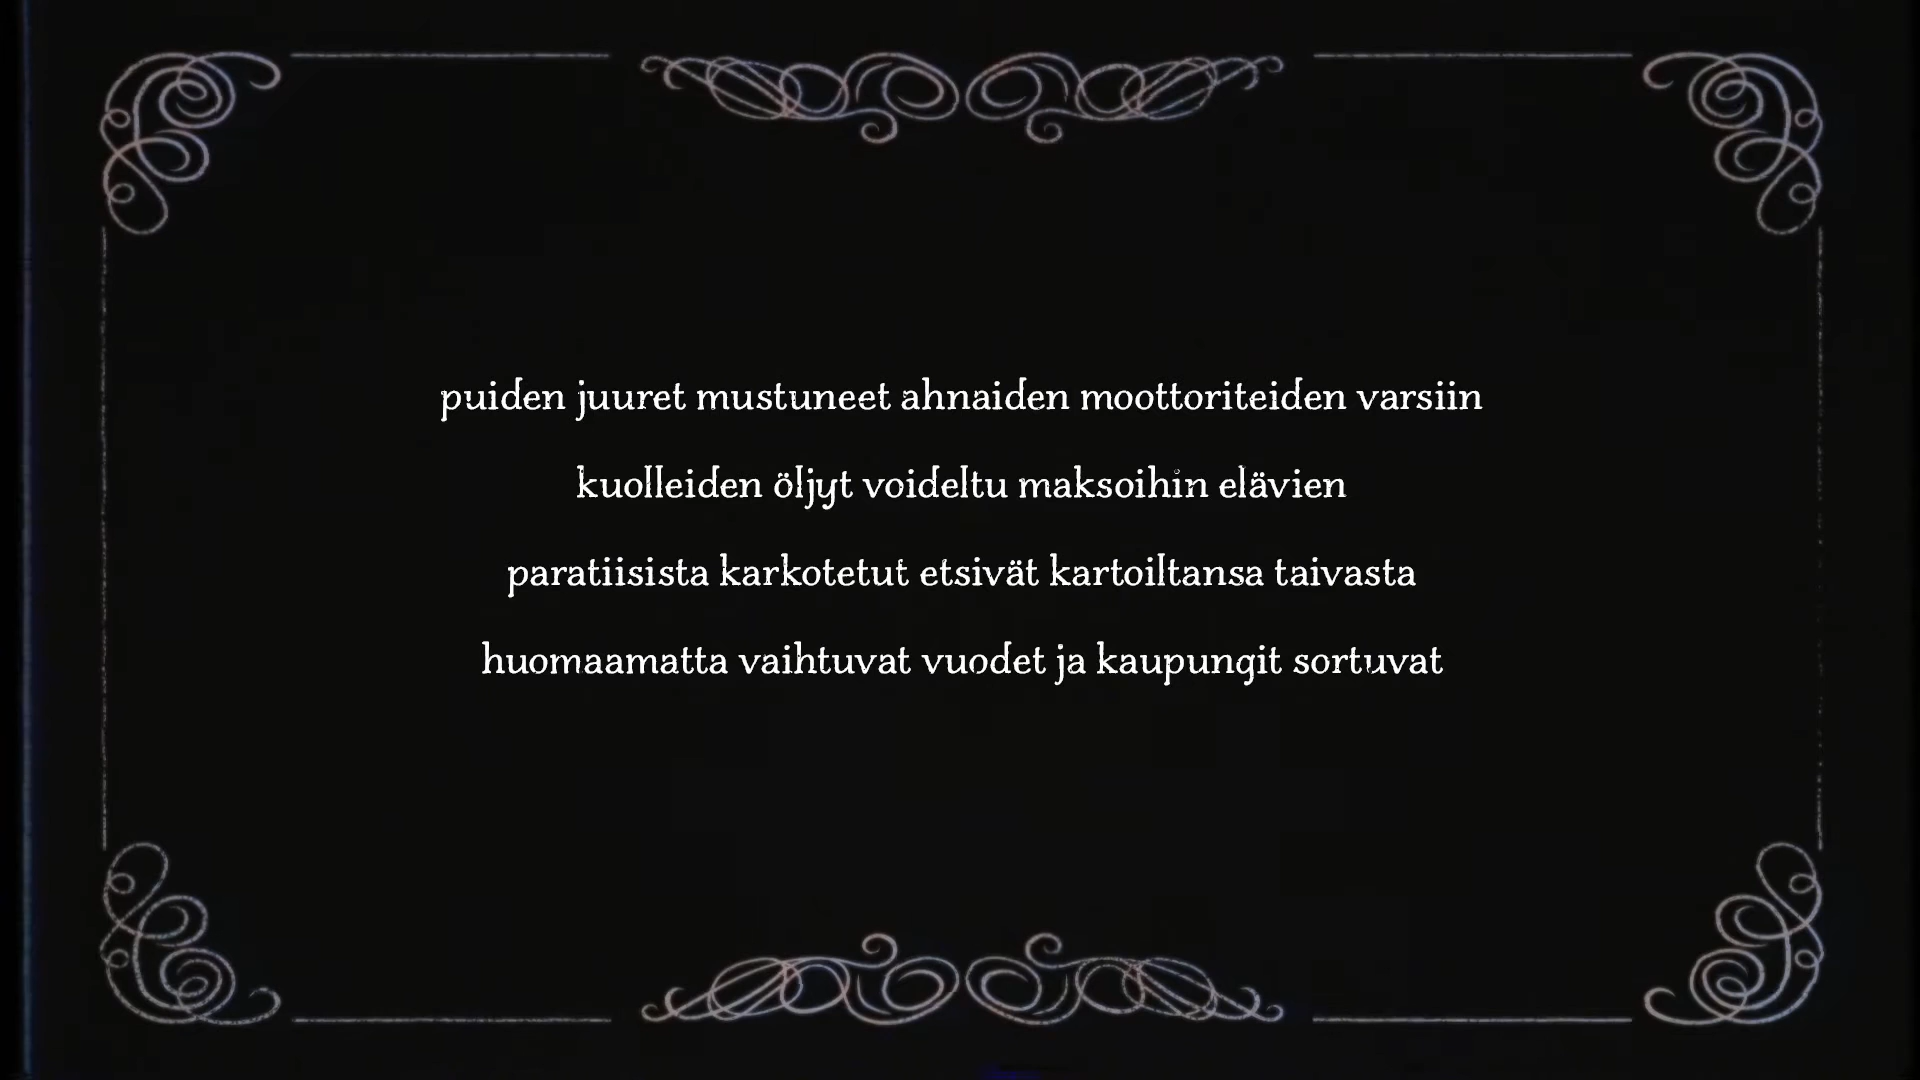 puiden juuret mustuneet ahnaiden moottoriteiden varsiin
kuolleiden öljyt voideltu maksoihin elävien
paratiisista karkotetut etsivät kartoiltansa taivasta
huomaamatta vaihtuvat vuodet ja kaupungit sortuvat